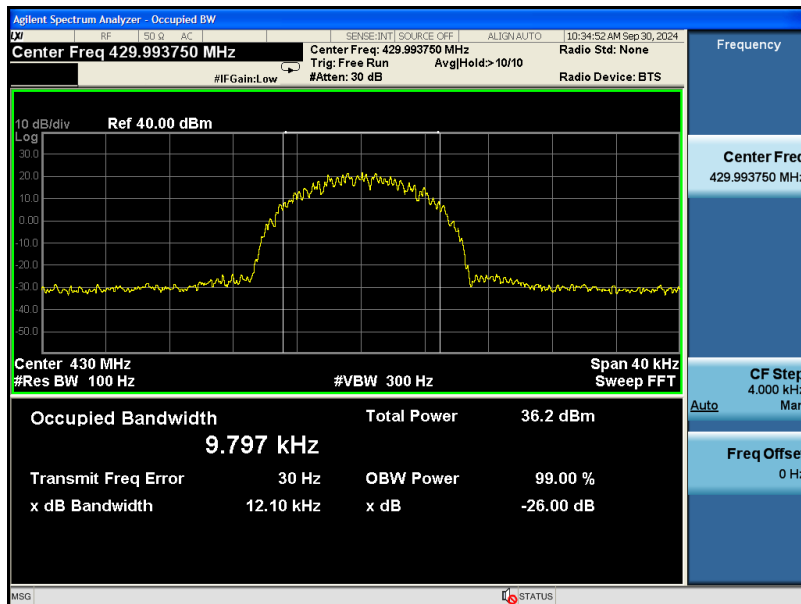 Agilent Spectrum Analyzer - Occupied BW
LXI RF 50 Ω AC SENSE:INT SOURCE OFF ALIGN AUTO 10:34:52 AM Sep 30, 2024
Center Freq 429.993750 MHz
Center Freq: 429.993750 MHz Radio Std: None
Trig: Free Run Avg|Hold:> 10/10
#IFGain:Low #Atten: 30 dB Radio Device: BTS
10 dB/div Ref 40.00 dBm
Log
30.0
20.0
10.0
0.00
-10.0
-20.0
-30.0
-40.0
-50.0
Center 430 MHz Span 40 kHz
#Res BW 100 Hz #VBW 300 Hz Sweep FFT
Occupied Bandwidth Total Power 36.2 dBm
9.797 kHz
Transmit Freq Error 30 Hz OBW Power 99.00 %
x dB Bandwidth 12.10 kHz x dB -26.00 dB
MSG STATUS
Frequency
Center Freq
429.993750 MHz
CF Step
4.000 kHz
Auto Man
Freq Offset
0 Hz